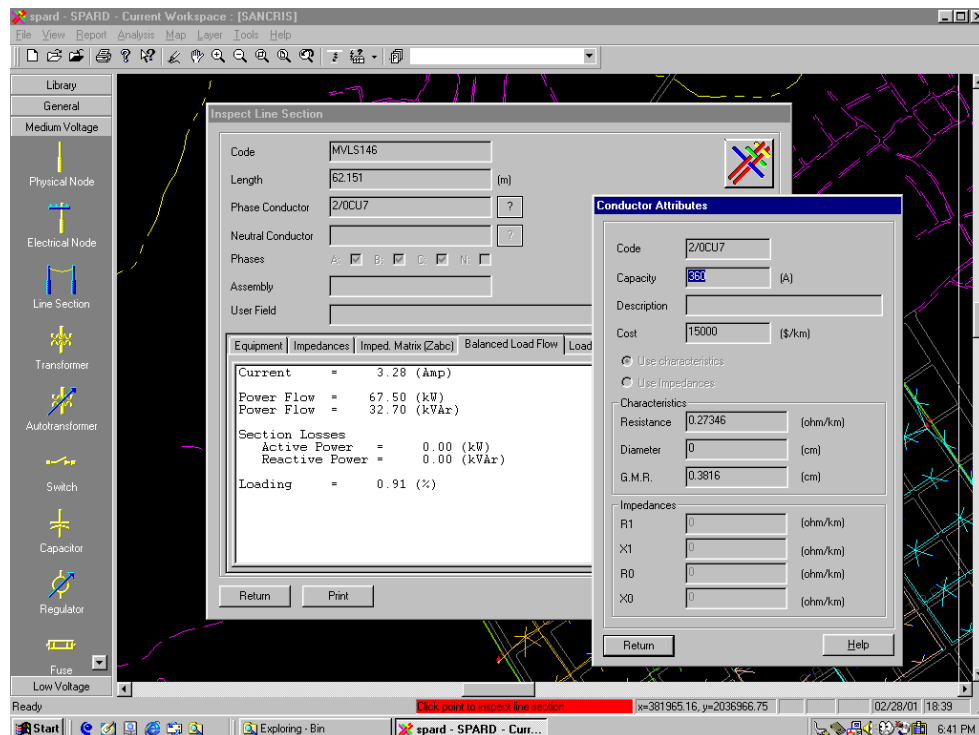 spard - SPARD - Current Workspace : [SANCRIS]
File View Report Analysis Map Layer Tools Help
Library
General
Medium Voltage
Physical Node
Electrical Node
Line Section
Transformer
Autotransformer
Switch
Capacitor
Regulator
Fuse
Low Voltage
Inspect Line Section
Code MVLS146
Length 62.151 (m)
Phase Conductor 2/0CU7 ?
Neutral Conductor ?
Phases A: B: C: N:
Assembly
User Field
Equipment Impedances Imped. Matrix (Zabc) Balanced Load Flow Load
Current = 3.28 (Amp)
Power Flow = 67.50 (kW)
Power Flow = 32.70 (kVAr)
Section Losses
Active Power = 0.00 (kW)
Reactive Power = 0.00 (kVAr)
Loading = 0.91 (%)
Return Print
Conductor Attributes
Code 2/0CU7
Capacity 360 (A)
Description
Cost 15000 ($/km)
Use characteristics
Use Impedances
Characteristics
Resistance 0.27346 (ohm/km)
Diameter 0 (cm)
G.M.R. 0.3816 (cm)
Impedances
R1 0 (ohm/km)
X1 0 (ohm/km)
R0 0 (ohm/km)
X0 0 (ohm/km)
Return Help
Ready Click point to inspect line section x=381965.16, y=2036966.75 02/28/01 18:39
Start Exploring - Bin spard - SPARD - Curr... 6:41 PM